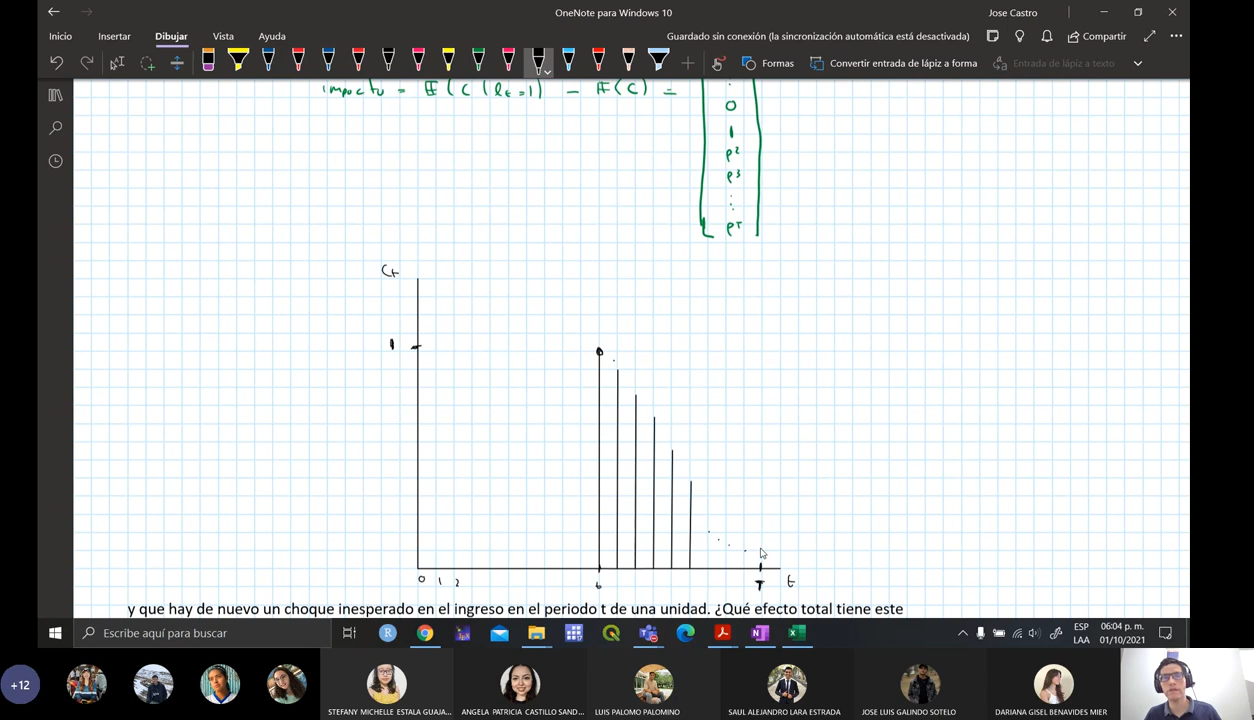 OneNote para Windows 10
Jose Castro
Inicio Insertar Dibujar Vista Ayuda
Guardado sin conexión (la sincronización automática está desactivada)
Compartir
Formas
Convertir entrada de lápiz a forma
Entrada de lápiz a texto
impacto = E(C | l_t = 1) - E(C) =
0
1
ρ²
ρ³
⋮
ρᵀ
Ct
1
0 1 2
t
T
t
y que hay de nuevo un choque inesperado en el ingreso en el periodo t de una unidad. ¿Qué efecto total tiene este
Escribe aquí para buscar
ESP
LAA
06:04 p. m.
01/10/2021
+12
STEFANY MICHELLE ESTALA GUAJA...
ANGELA PATRICIA CASTILLO SAND...
LUIS PALOMO PALOMINO
SAUL ALEJANDRO LARA ESTRADA
JOSE LUIS GALINDO SOTELO
DARIANA GISEL BENAVIDES MIER